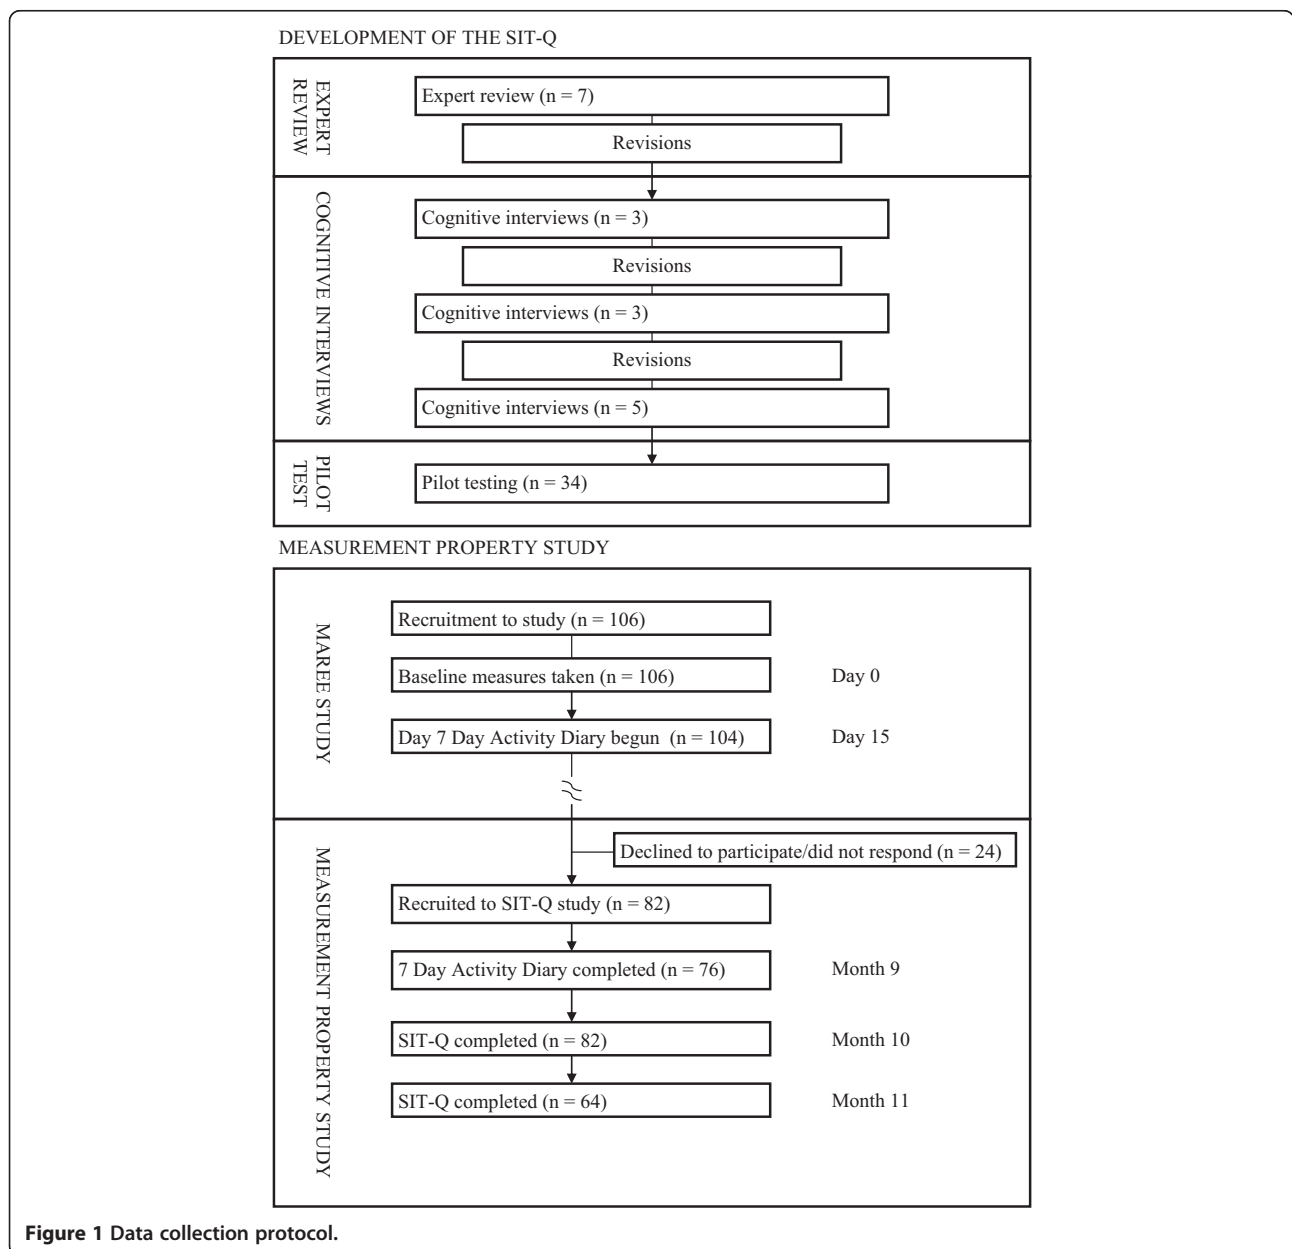 DEVELOPMENT OF THE SIT-Q
EXPERT
REVIEW
Expert review (n = 7)
Revisions
COGNITIVE INTERVIEWS
Cognitive interviews (n = 3)
Revisions
Cognitive interviews (n = 3)
Revisions
Cognitive interviews (n = 5)
PILOT
TEST
Pilot testing (n = 34)
MEASUREMENT PROPERTY STUDY
MAREE STUDY
Recruitment to study (n = 106)
Baseline measures taken (n = 106)
Day 0
Day 7 Day Activity Diary begun (n = 104)
Day 15
MEASUREMENT PROPERTY STUDY
Declined to participate/did not respond (n = 24)
Recruited to SIT-Q study (n = 82)
7 Day Activity Diary completed (n = 76)
Month 9
SIT-Q completed (n = 82)
Month 10
SIT-Q completed (n = 64)
Month 11
Figure 1 Data collection protocol.